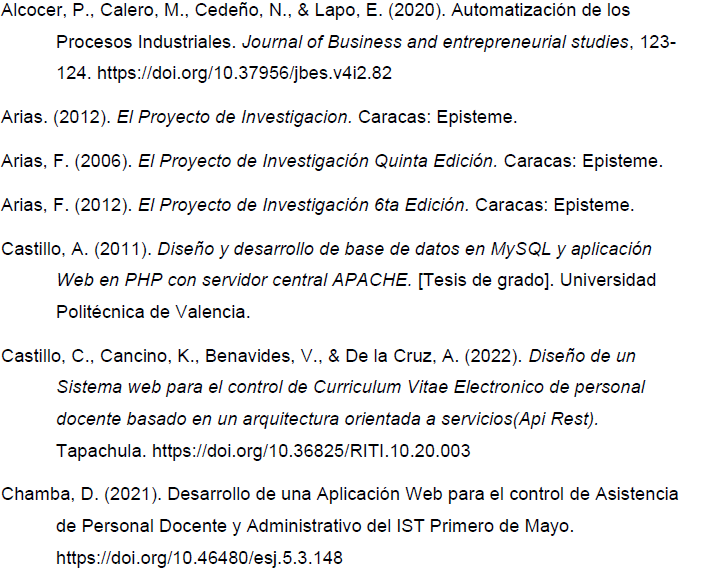 Alcocer, P., Calero, M., Cedeño, N., & Lapo, E. (2020). Automatización de los
Procesos Industriales. Journal of Business and entrepreneurial studies, 123-
124. https://doi.org/10.37956/jbes.v4i2.82
Arias. (2012). El Proyecto de Investigacion. Caracas: Episteme.
Arias, F. (2006). El Proyecto de Investigación Quinta Edición. Caracas: Episteme.
Arias, F. (2012). El Proyecto de Investigación 6ta Edición. Caracas: Episteme.
Castillo, A. (2011). Diseño y desarrollo de base de datos en MySQL y aplicación
Web en PHP con servidor central APACHE. [Tesis de grado]. Universidad
Politécnica de Valencia.
Castillo, C., Cancino, K., Benavides, V., & De la Cruz, A. (2022). Diseño de un
Sistema web para el control de Curriculum Vitae Electronico de personal
docente basado en un arquitectura orientada a servicios(Api Rest).
Tapachula. https://doi.org/10.36825/RITI.10.20.003
Chamba, D. (2021). Desarrollo de una Aplicación Web para el control de Asistencia
de Personal Docente y Administrativo del IST Primero de Mayo.
https://doi.org/10.46480/esj.5.3.148